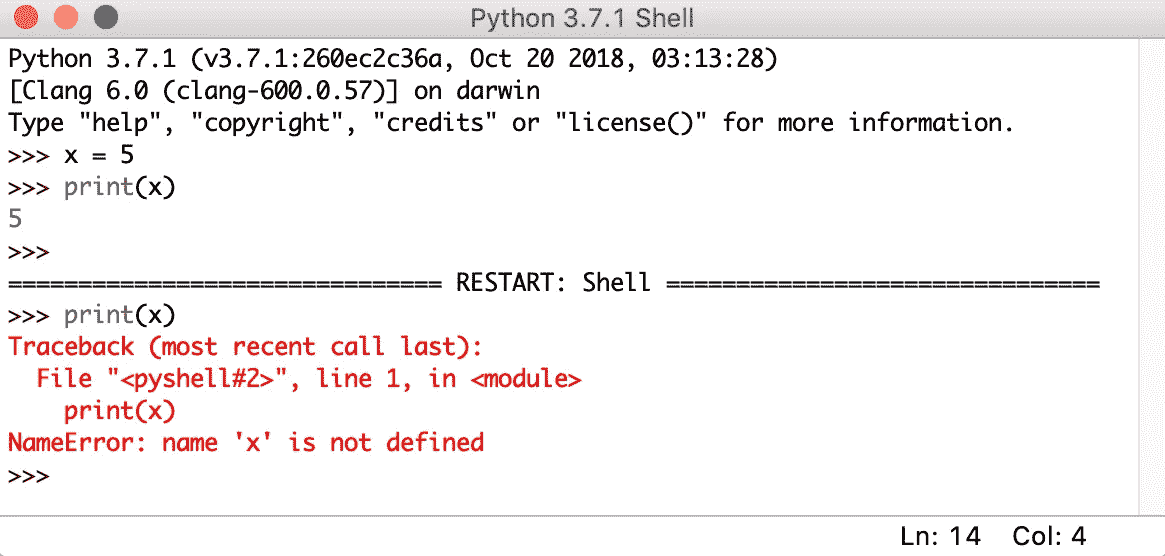 Python 3.7.1 Shell
Python 3.7.1 (v3.7.1:260ec2c36a, Oct 20 2018, 03:13:28)
[Clang 6.0 (clang-600.0.57)] on darwin
Type "help", "copyright", "credits" or "license()" for more information.
>>> x = 5
>>> print(x)
5
>>>
=============================== RESTART: Shell ===============================
>>> print(x)
Traceback (most recent call last):
  File "<pyshell#2>", line 1, in <module>
    print(x)
NameError: name 'x' is not defined
>>>
Ln: 14 Col: 4